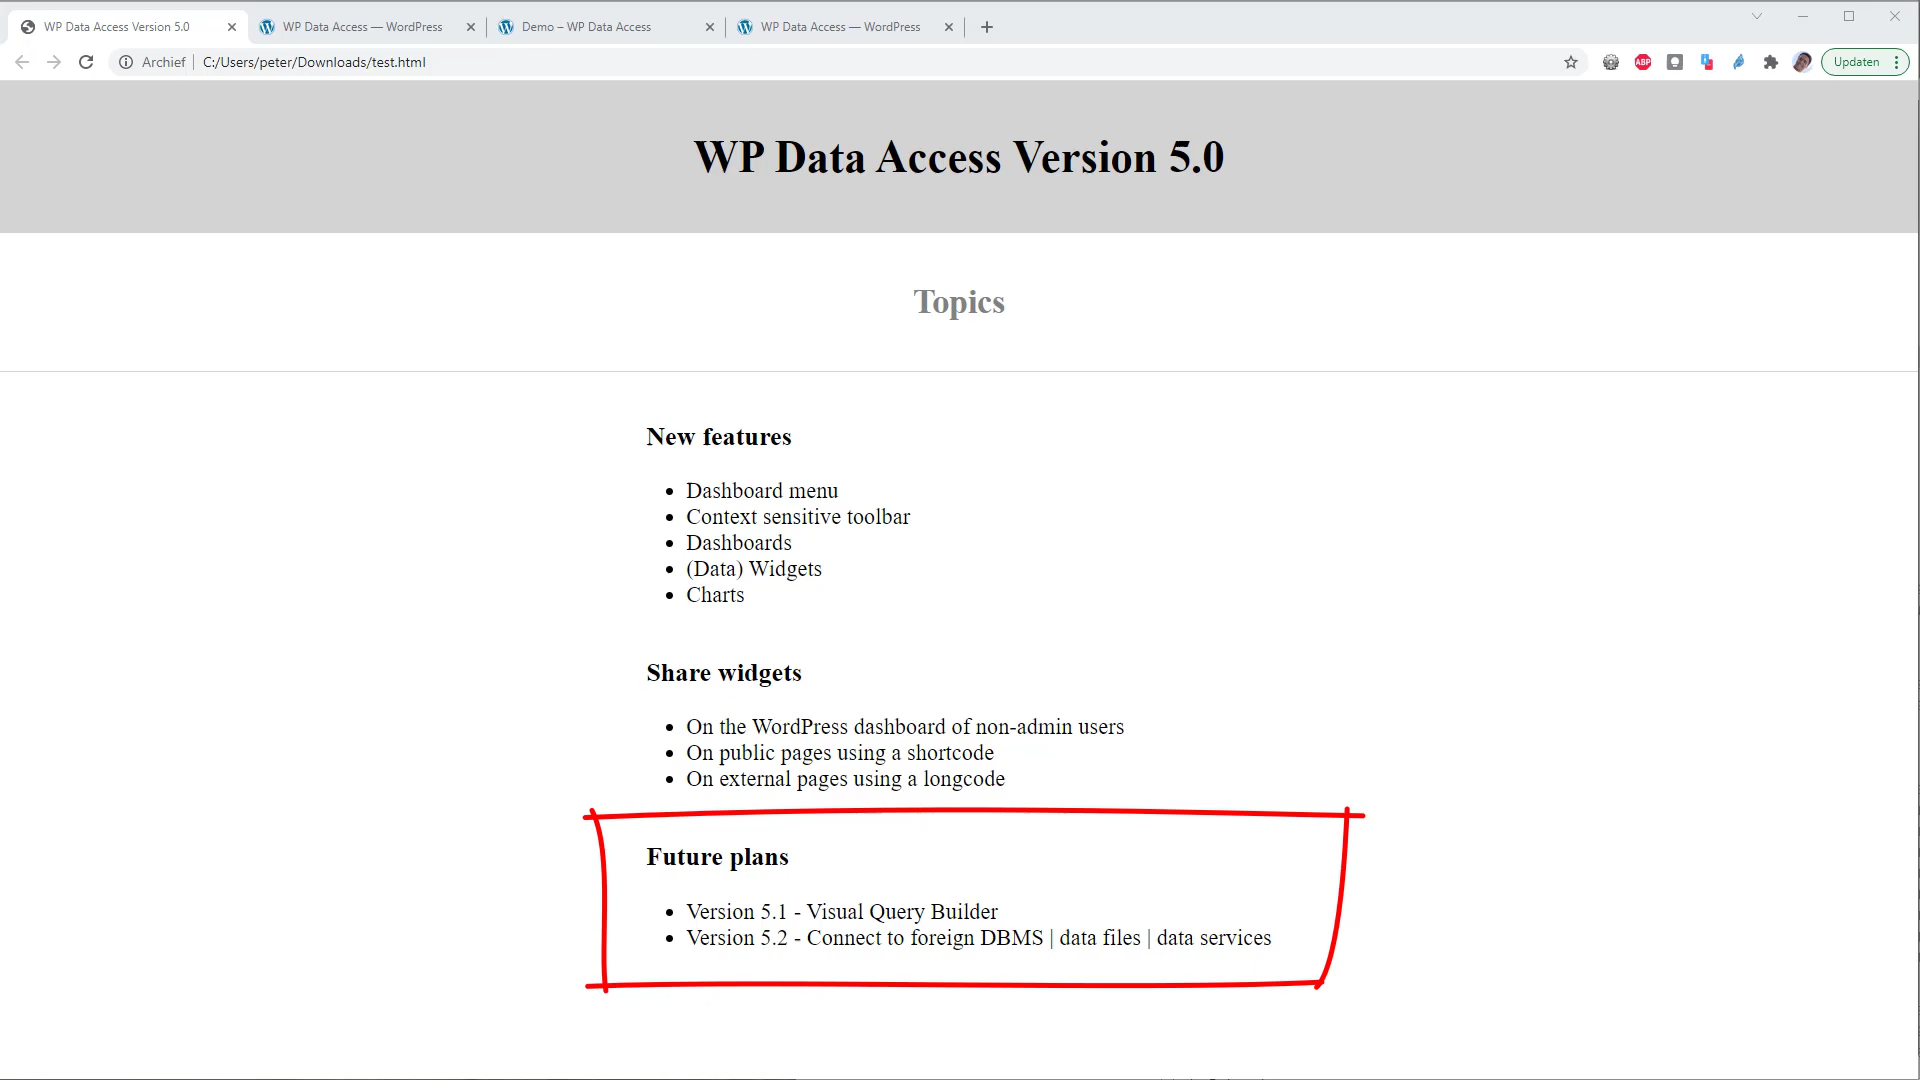 WP Data Access Version 5.0
WP Data Access — WordPress
Demo – WP Data Access
WP Data Access — WordPress
Archief
C:/Users/peter/Downloads/test.html
ABP
Updaten
WP Data Access Version 5.0
Topics
New features
Dashboard menu
Context sensitive toolbar
Dashboards
(Data) Widgets
Charts
Share widgets
On the WordPress dashboard of non-admin users
On public pages using a shortcode
On external pages using a longcode
Future plans
Version 5.1 - Visual Query Builder
Version 5.2 - Connect to foreign DBMS | data files | data services